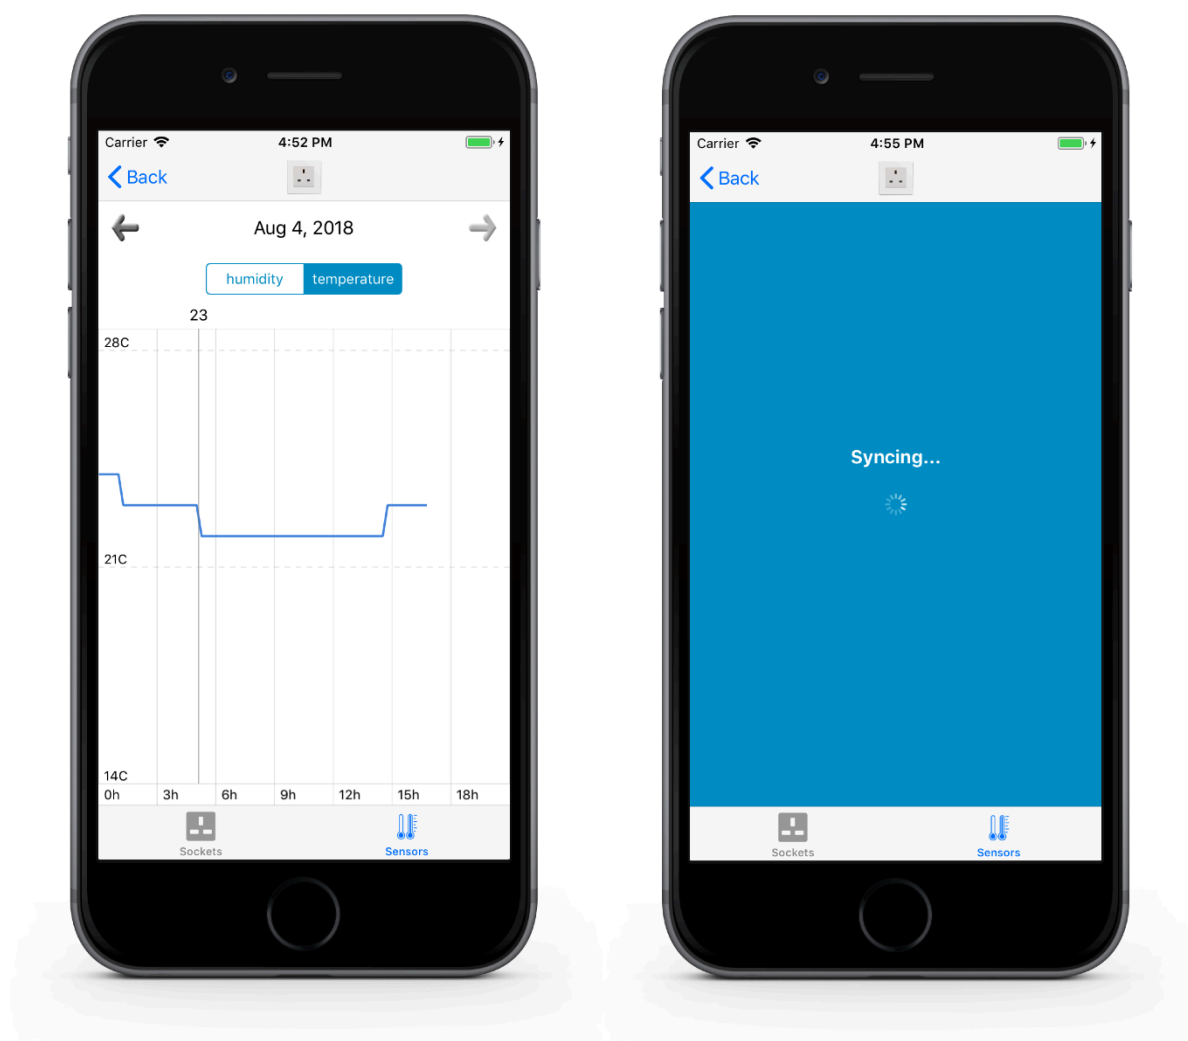 Carrier 4:52 PM
Back
Aug 4, 2018
humidity temperature
23
28C
21C
14C
0h 3h 6h 9h 12h 15h 18h
Sockets Sensors
Carrier 4:55 PM
Back
Syncing...
Sockets Sensors